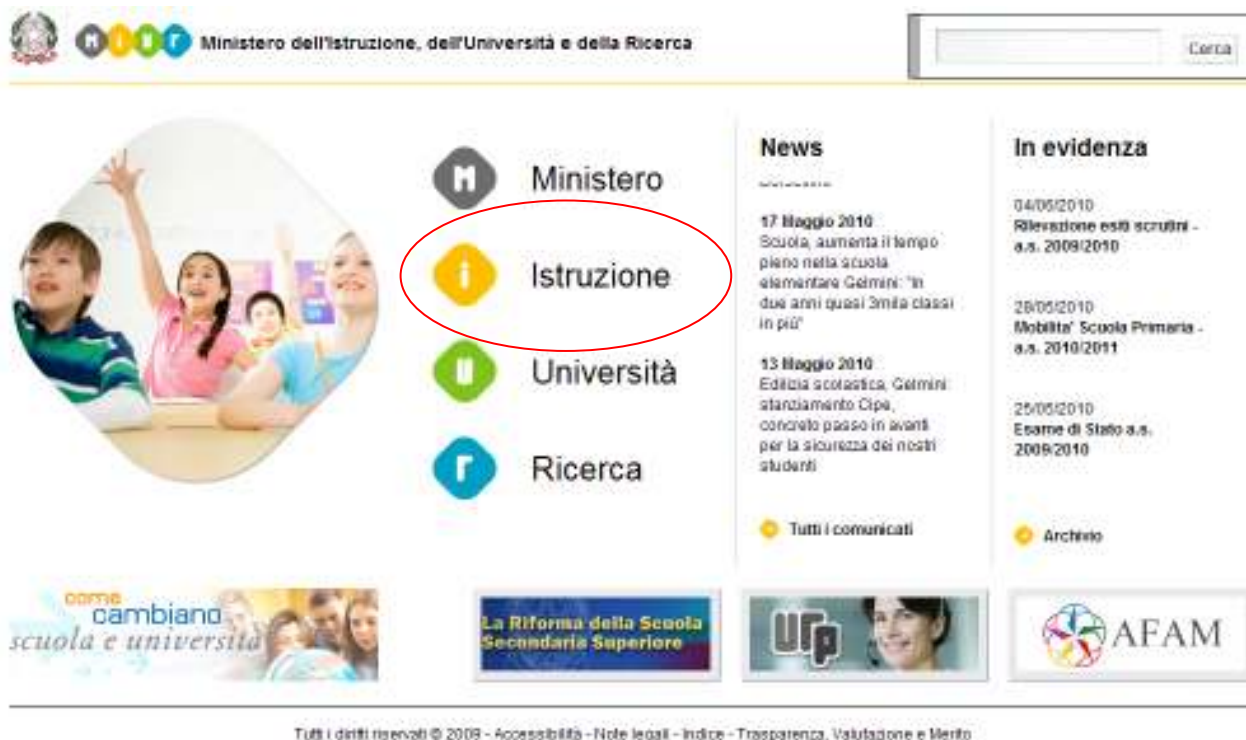 miur Ministero dell'Istruzione, dell'Università e della Ricerca
Cerca
M Ministero
i Istruzione
U Università
r Ricerca
News
17 Maggio 2010
Scuola, aumenta il tempo
pieno nella scuola
elementare Gelmini: "In
due anni quasi 3mila classi
in più"
13 Maggio 2010
Edilizia scolastica, Gelmini:
stanziamento Cipe,
concreto passo in avanti
per la sicurezza dei nostri
studenti
Tutti i comunicati
In evidenza
04/06/2010
Rilevazione esiti scrutini -
a.s. 2009/2010
28/05/2010
Mobilita' Scuola Primaria -
a.s. 2010/2011
25/05/2010
Esame di Stato a.s.
2009/2010
Archivio
come
cambiano
scuola e università
La Riforma della Scuola
Secondaria Superiore
urp
AFAM
Tutti i diritti riservati © 2009 - Accessibilità - Note legali - Indice - Trasparenza, Valutazione e Merito